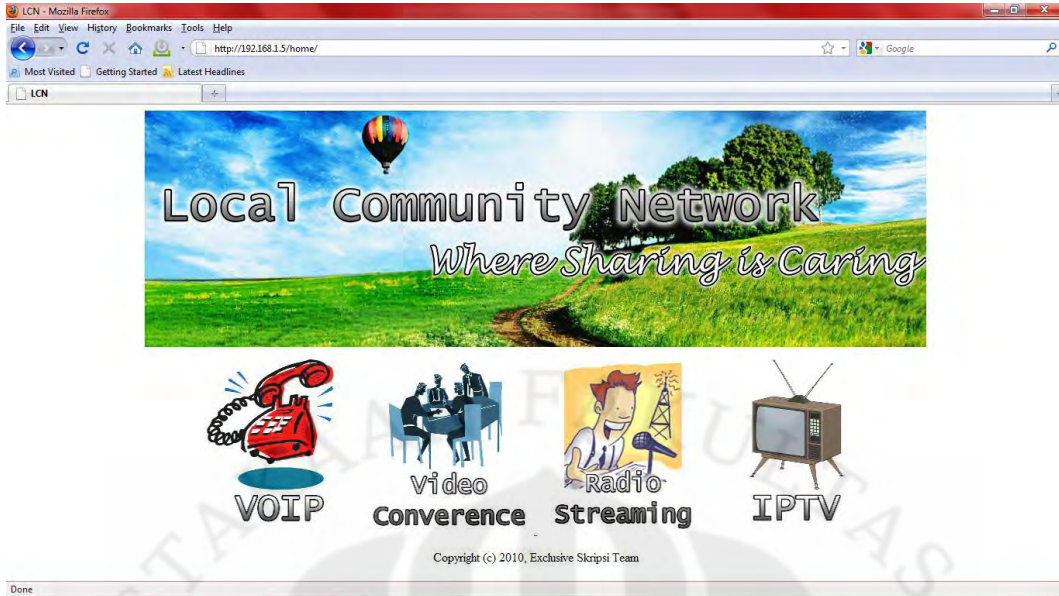 LCN - Mozilla Firefox
File Edit View History Bookmarks Tools Help
http://192.168.1.5/home/
Google
Most Visited Getting Started Latest Headlines
LCN
Local Community Network
Where Sharing is Caring
VOIP
Video Converence
Radio Streaming
IPTV
Copyright (c) 2010, Exclusive Skripsi Team
Done